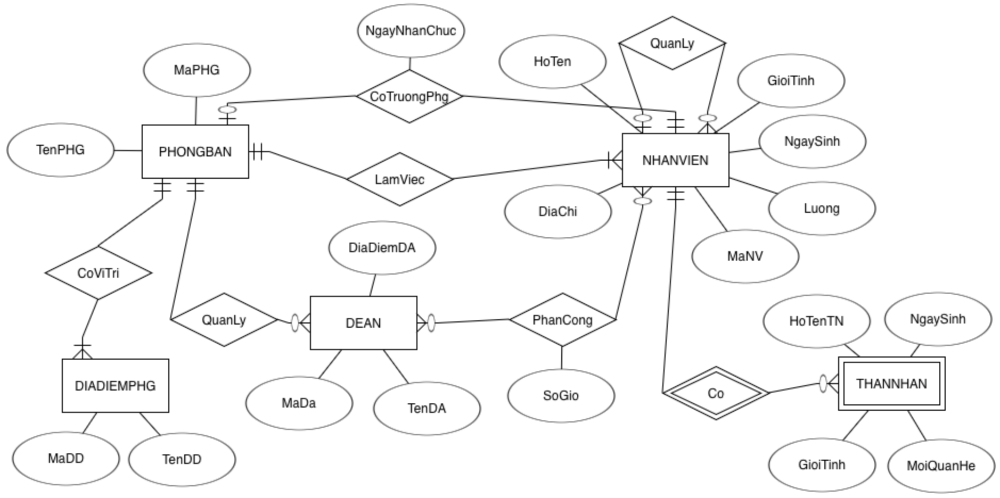 NgayNhanChuc
QuanLy
HoTen
MaPHG
GioiTinh
CoTruongPhg
TenPHG
PHONGBAN
NgaySinh
NHANVIEN
LamViec
DiaChi
Luong
DiaDiemDA
MaNV
CoViTri
QuanLy
DEAN
PhanCong
HoTenTN
NgaySinh
DIADIEMPHG
THANNHAN
Co
SoGio
MaDa
TenDA
MaDD
TenDD
GioiTinh
MoiQuanHe